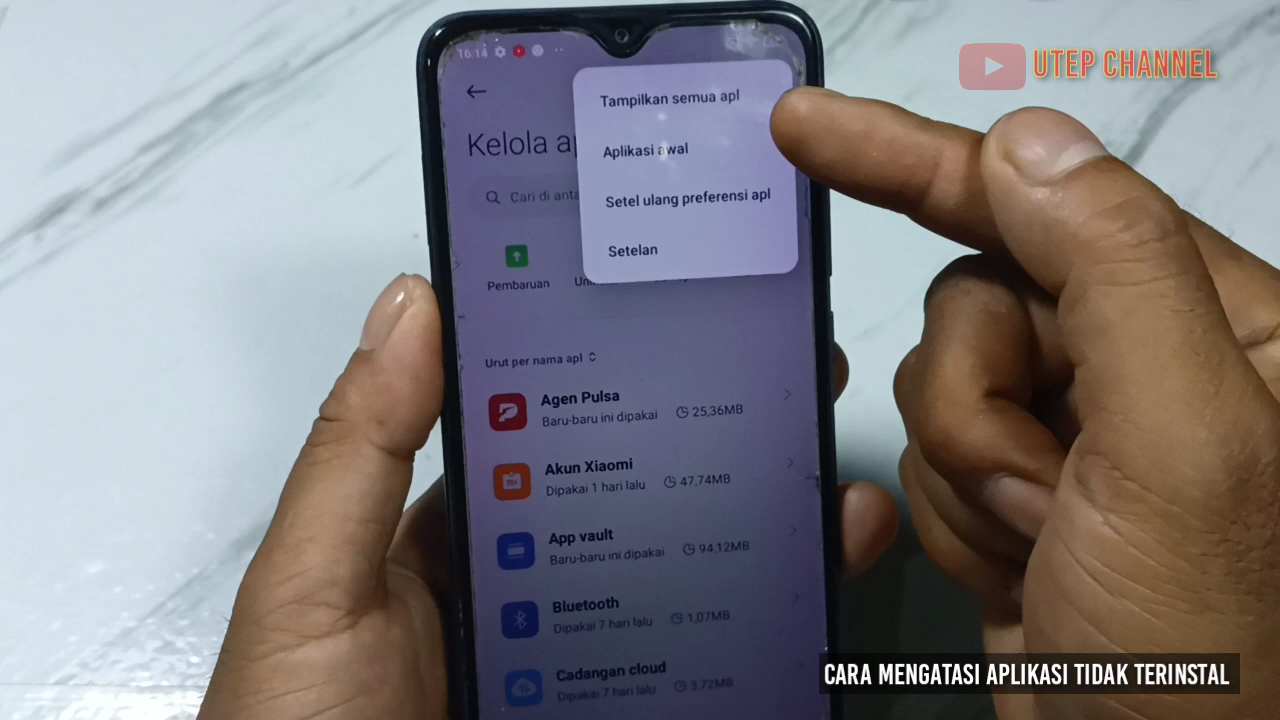 UTEP CHANNEL
16.14
Tampilkan semua apl
Aplikasi awal
Setel ulang preferensi apl
Setelan
Kelola
Cari di
Pembaruan
Urut per nama apl
Agen Pulsa
Baru-baru ini dipakai 25,36MB
Akun Xiaomi
Dipakai 1 hari lalu 47,74MB
App vault
Baru-baru ini dipakai 94,12MB
Bluetooth
Dipakai 7 hari lalu 1,07MB
Cadangan cloud
Dipakai 7 hari lalu 3,72MB
CARA MENGATASI APLIKASI TIDAK TERINSTAL